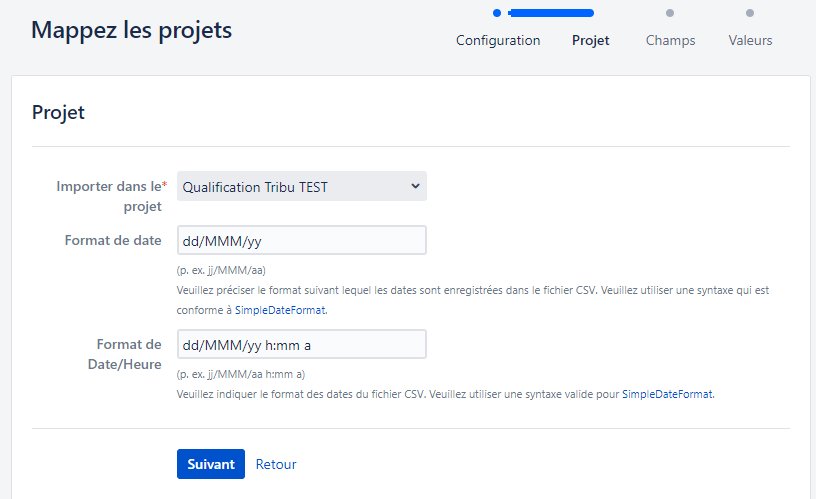 Mappez les projets
Configuration
Projet
Champs
Valeurs
Projet
Importer dans le*
projet
Qualification Tribu TEST
Format de date
dd/MMM/yy
(p. ex. jj/MMM/aa)
Veuillez préciser le format suivant lequel les dates sont enregistrées dans le fichier CSV. Veuillez utiliser une syntaxe qui est
conforme à SimpleDateFormat.
Format de
Date/Heure
dd/MMM/yy h:mm a
(p. ex. jj/MMM/aa h:mm a)
Veuillez indiquer le format des dates du fichier CSV. Veuillez utiliser une syntaxe valide pour SimpleDateFormat.
Suivant
Retour